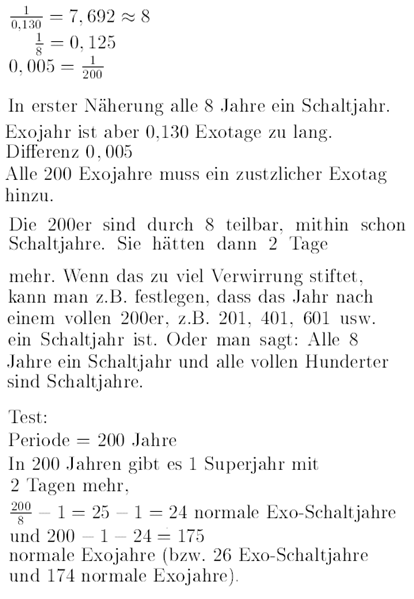 1/0,130 = 7,692 ≈ 8
1/8 = 0,125
0,005 = 1/200
In erster Näherung alle 8 Jahre ein Schaltjahr.
Exojahr ist aber 0,130 Exotage zu lang.
Differenz 0,005
Alle 200 Exojahre muss ein zustzlicher Exotag
hinzu.
Die 200er sind durch 8 teilbar, mithin schon
Schaltjahre. Sie hätten dann 2 Tage
mehr. Wenn das zu viel Verwirrung stiftet,
kann man z.B. festlegen, dass das Jahr nach
einem vollen 200er, z.B. 201, 401, 601 usw.
ein Schaltjahr ist. Oder man sagt: Alle 8
Jahre ein Schaltjahr und alle vollen Hunderter
sind Schaltjahre.
Test:
Periode = 200 Jahre
In 200 Jahren gibt es 1 Superjahr mit
2 Tagen mehr,
200/8 − 1 = 25 − 1 = 24 normale Exo-Schaltjahre
und 200 − 1 − 24 = 175
normale Exojahre (bzw. 26 Exo-Schaltjahre
und 174 normale Exojahre).